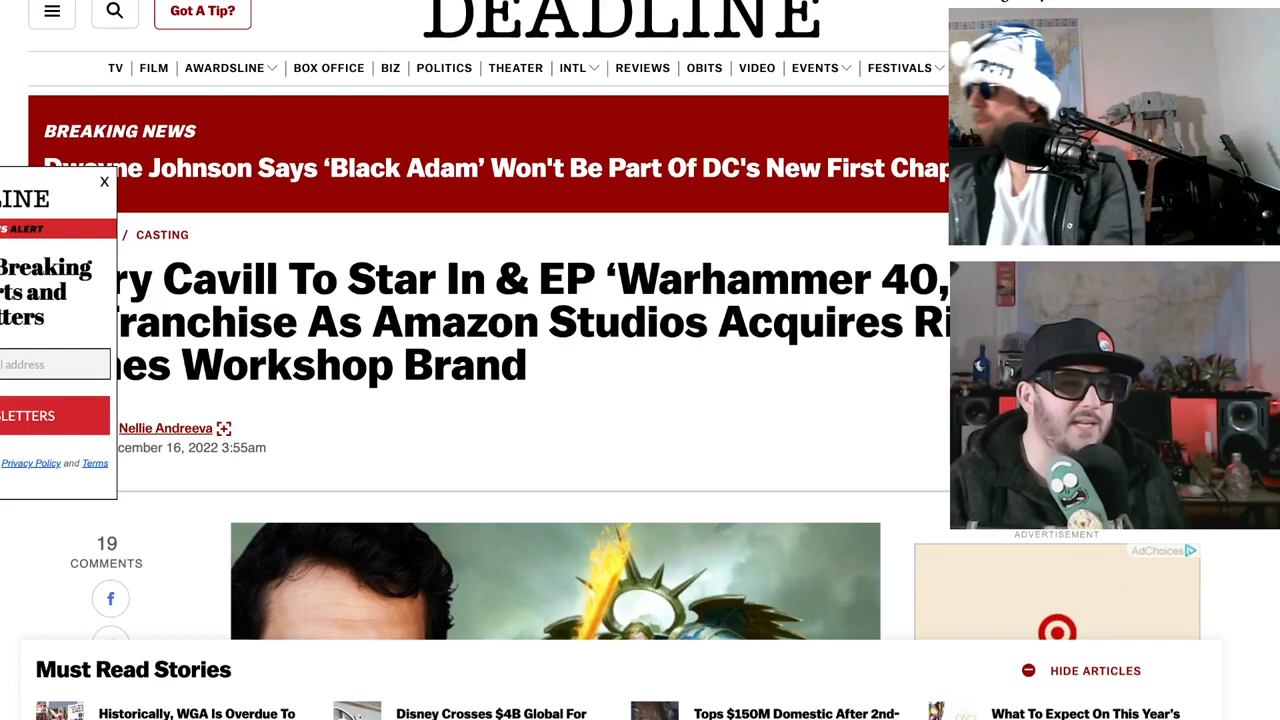 Got A Tip?
DEADLINE
TV FILM AWARDSLINE BOX OFFICE BIZ POLITICS THEATER INTL REVIEWS OBITS VIDEO EVENTS FESTIVALS
BREAKING NEWS
Dwayne Johnson Says ‘Black Adam’ Won't Be Part Of DC's New First Chap
X
LINE
S ALERT
Breaking
rts and
tters
l address
SLETTERS
Privacy Policy and Terms
/ CASTING
ry Cavill To Star In & EP ‘Warhammer 40,
Franchise As Amazon Studios Acquires Ri
mes Workshop Brand
Nellie Andreeva
cember 16, 2022 3:55am
19
COMMENTS
ADVERTISEMENT
AdChoices
Must Read Stories
HIDE ARTICLES
Historically, WGA Is Overdue To
Disney Crosses $4B Global For
Tops $150M Domestic After 2nd-
What To Expect On This Year's